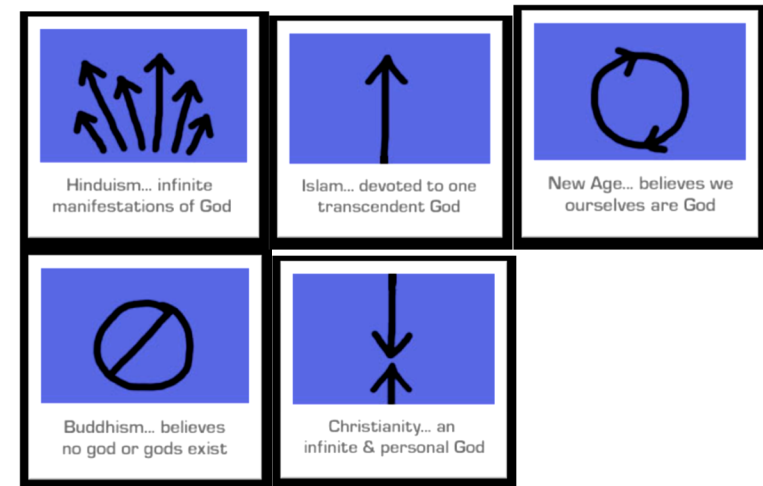 Hinduism... infinite
manifestations of God
Islam... devoted to one
transcendent God
New Age... believes we
ourselves are God
Buddhism... believes
no god or gods exist
Christianity... an
infinite & personal God